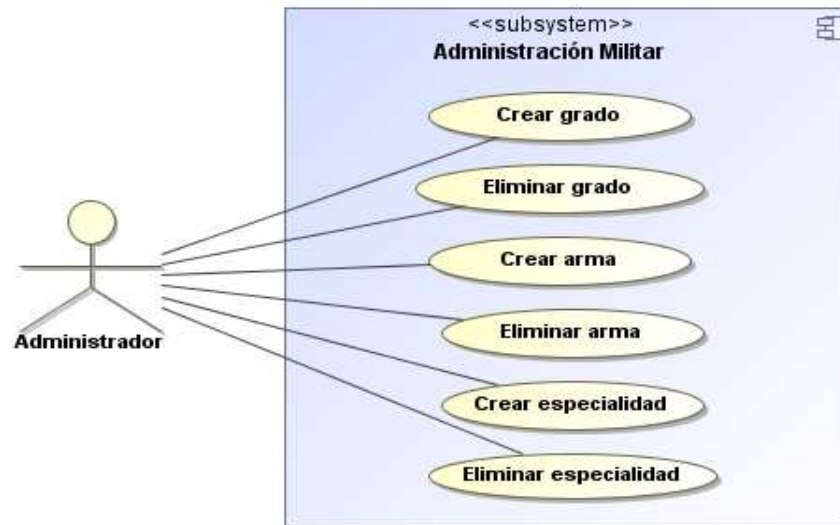 <<subsystem>>
Administración Militar
Crear grado
Eliminar grado
Crear arma
Eliminar arma
Crear especialidad
Eliminar especialidad
Administrador